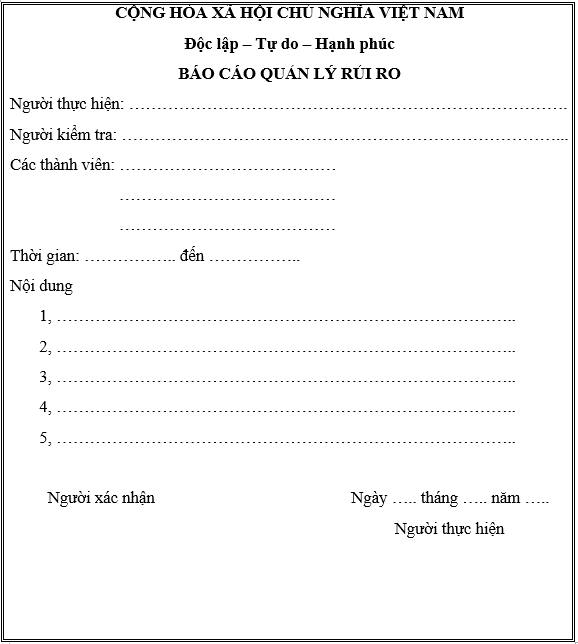 CỘNG HÒA XÃ HỘI CHỦ NGHĨA VIỆT NAM
Độc lập – Tự do – Hạnh phúc
BÁO CÁO QUẢN LÝ RỦI RO
Người thực hiện: …………………………………………………………………….
Người kiểm tra: ……………………………………………………………………...
Các thành viên: …………………………………
…………………………………
…………………………………
Thời gian: …………….. đến ……………..
Nội dung
1, ………………………………………………………………………..
2, ………………………………………………………………………..
3, ………………………………………………………………………..
4, ………………………………………………………………………..
5, ………………………………………………………………………..
Người xác nhận Ngày ….. tháng ….. năm …..
Người thực hiện